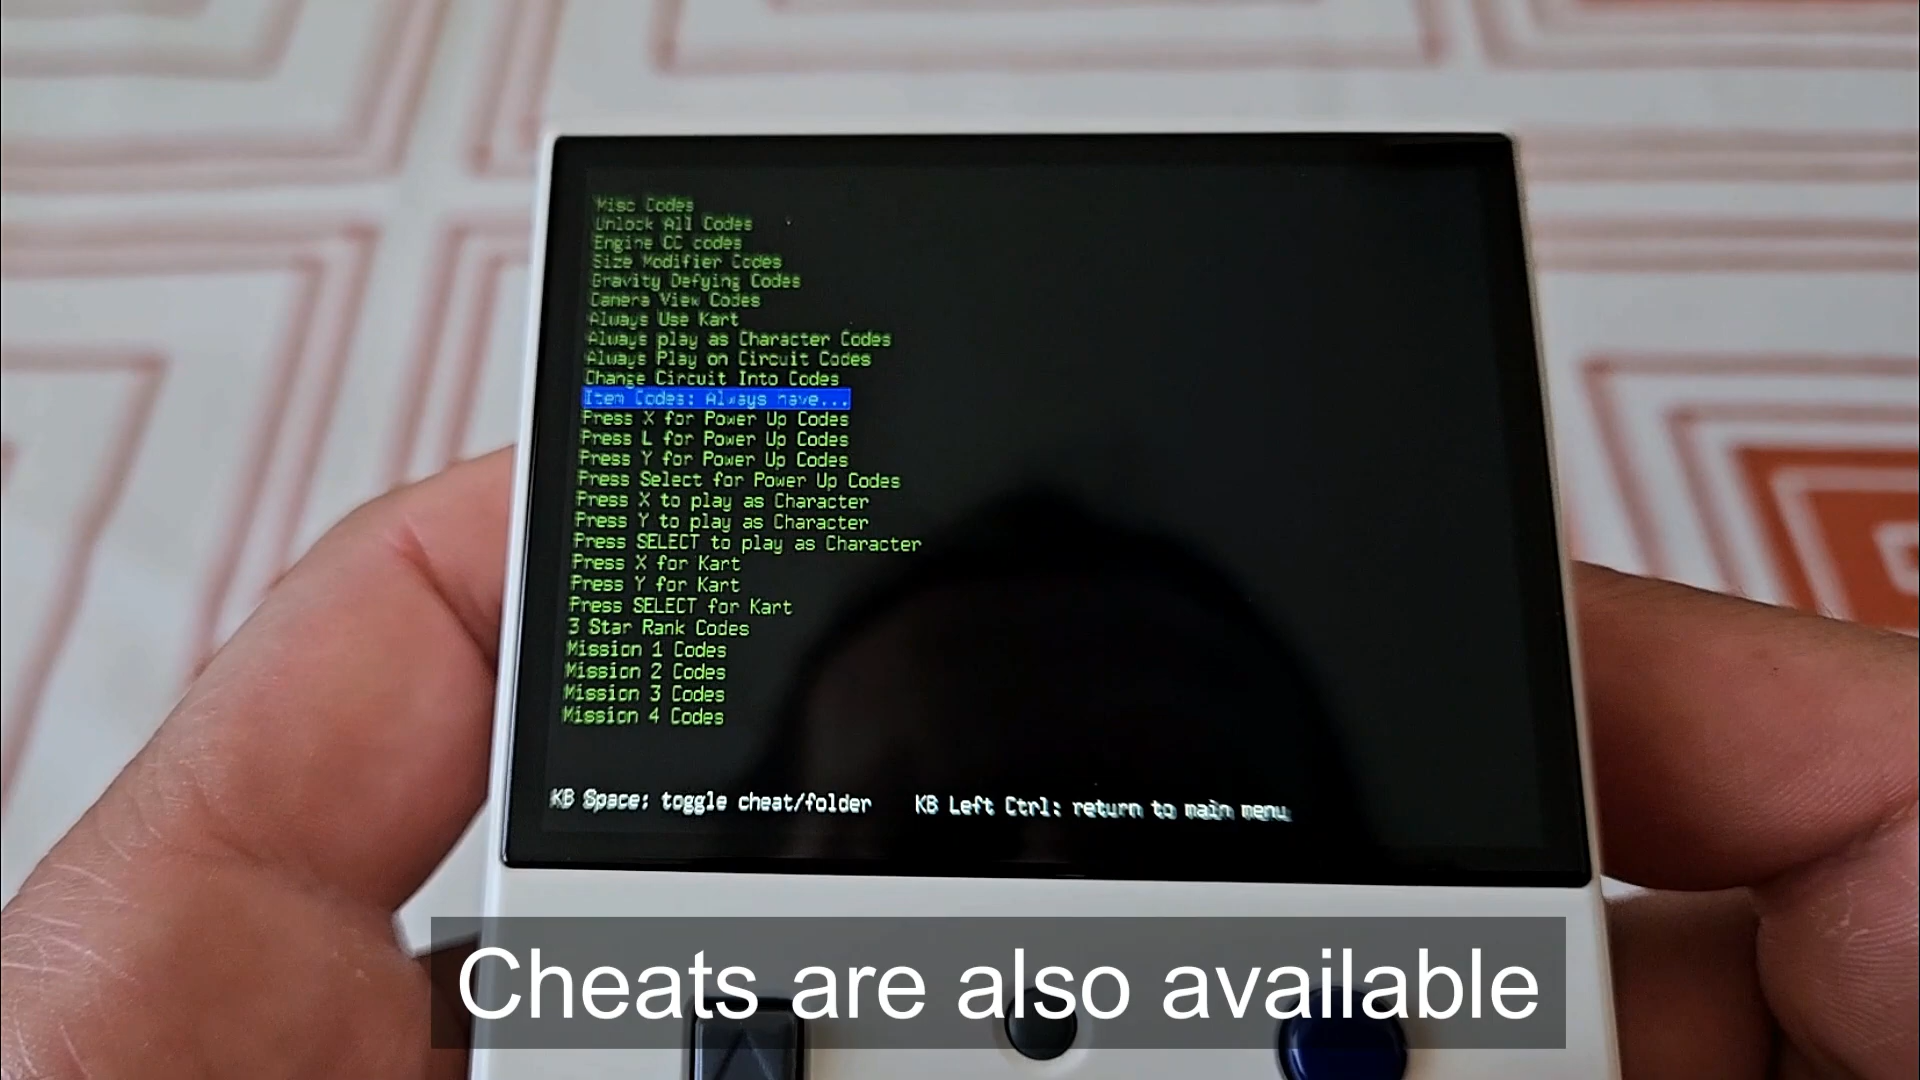 Misc Codes
Unlock All Codes
Engine CC codes
Size Modifier Codes
Gravity Defying Codes
Camera View Codes
Always Use Kart
Always play as Character Codes
Always Play on Circuit Codes
Change Circuit Into Codes
Item Codes: Always have...
Press X for Power Up Codes
Press L for Power Up Codes
Press Y for Power Up Codes
Press Select for Power Up Codes
Press X to play as Character
Press Y to play as Character
Press SELECT to play as Character
Press X for Kart
Press Y for Kart
Press SELECT for Kart
3 Star Rank Codes
Mission 1 Codes
Mission 2 Codes
Mission 3 Codes
Mission 4 Codes
KB Space: toggle cheat/folder KB Left Ctrl: return to main menu
Cheats are also available